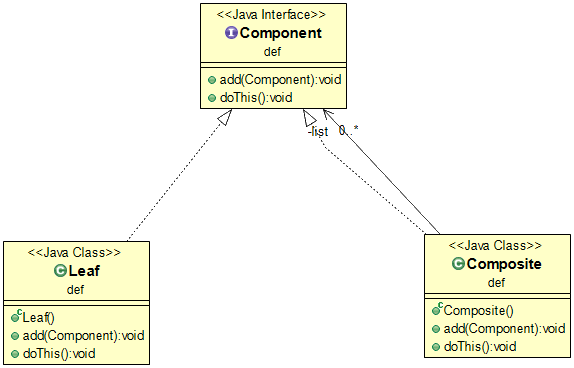 <<Java Interface>>
Component
def
add(Component):void
doThis():void
-list 0..*
<<Java Class>>
Leaf
def
Leaf()
add(Component):void
doThis():void
<<Java Class>>
Composite
def
Composite()
add(Component):void
doThis():void